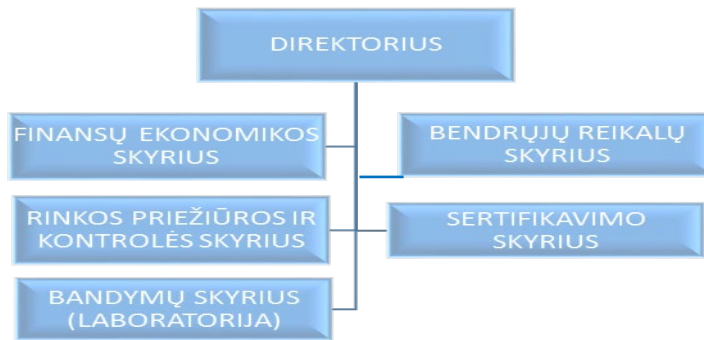 DIREKTORIUS
FINANSŲ EKONOMIKOS
SKYRIUS
BENDRŲJŲ REIKALŲ
SKYRIUS
RINKOS PRIEŽIŪROS IR
KONTROLĖS SKYRIUS
SERTIFIKAVIMO
SKYRIUS
BANDYMŲ SKYRIUS
(LABORATORIJA)